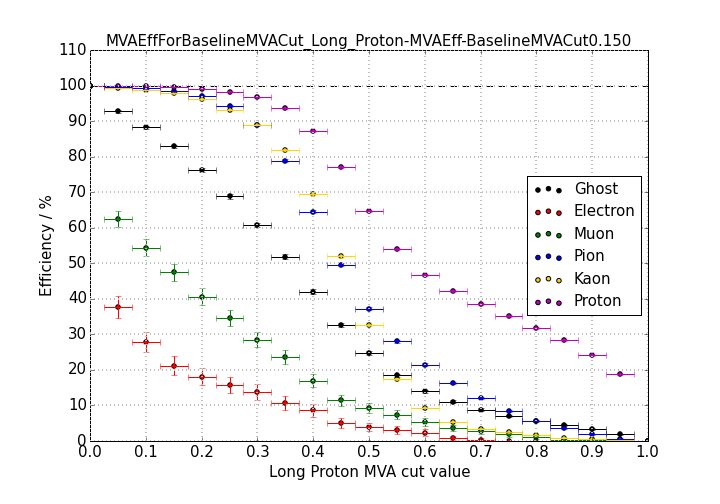 MVAEffForBaselineMVACut_Long_Proton-MVAEff-BaselineMVACut0.150
110
100
90
80
70
60
50
40
30
20
10
0
Efficiency / %
Ghost
Electron
Muon
Pion
Kaon
Proton
0.0 0.1 0.2 0.3 0.4 0.5 0.6 0.7 0.8 0.9 1.0
Long Proton MVA cut value